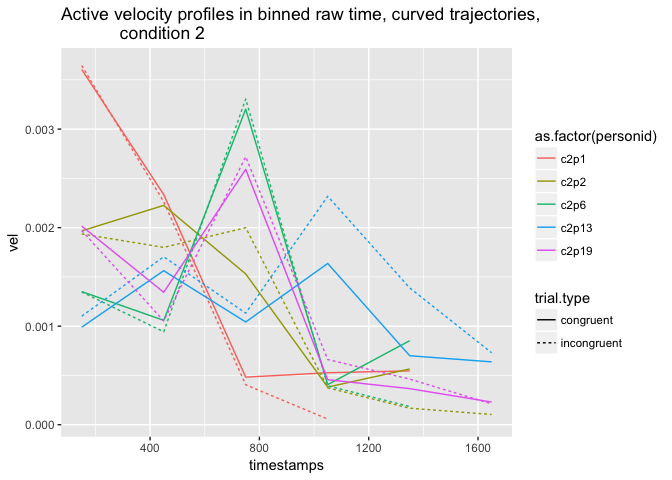 Active velocity profiles in binned raw time, curved trajectories,
condition 2
vel
0.003
0.002
0.001
0.000
400 800 1200 1600
timestamps
as.factor(personid)
c2p1
c2p2
c2p6
c2p13
c2p19
trial.type
congruent
incongruent